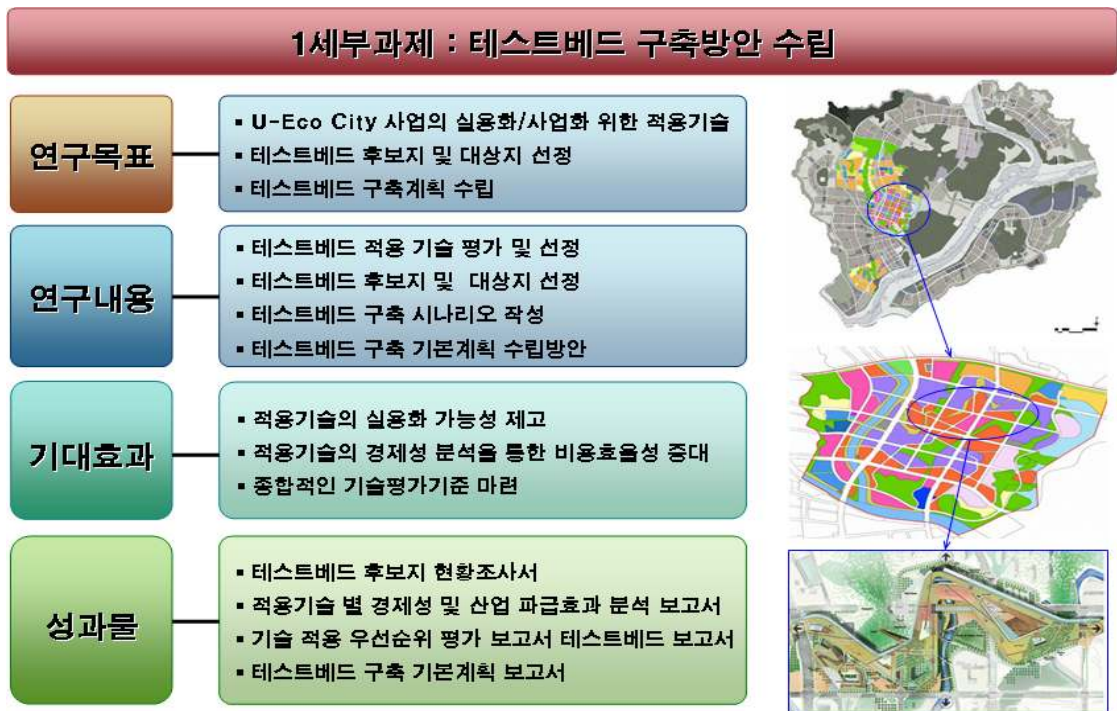 1세부과제 : 테스트베드 구축방안 수립
연구목표
▪ U-Eco City 사업의 실용화/사업화 위한 적용기술
▪ 테스트베드 후보지 및 대상지 선정
▪ 테스트베드 구축계획 수립
연구내용
▪ 테스트베드 적용 기술 평가 및 선정
▪ 테스트베드 후보지 및 대상지 선정
▪ 테스트베드 구축 시나리오 작성
▪ 테스트베드 구축 기본계획 수립방안
기대효과
▪ 적용기술의 실용화 가능성 제고
▪ 적용기술의 경제성 분석을 통한 비용효율성 증대
▪ 종합적인 기술평가기준 마련
성과물
▪ 테스트베드 후보지 현황조사서
▪ 적용기술 별 경제성 및 산업 파급효과 분석 보고서
▪ 기술 적용 우선순위 평가 보고서 테스트베드 보고서
▪ 테스트베드 구축 기본계획 보고서